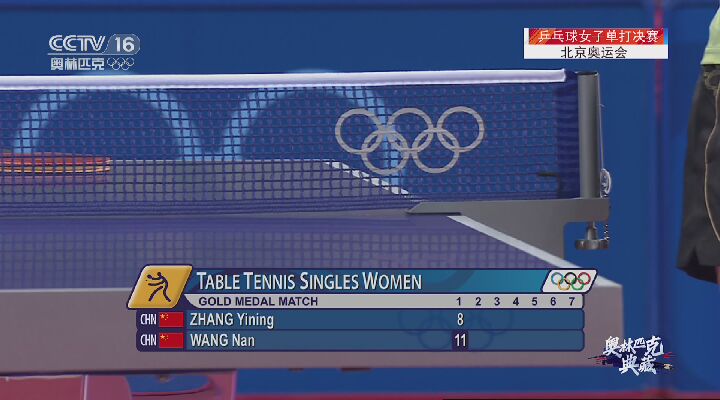 CCTV 16
奥林匹克
乒乓球女子单打决赛
北京奥运会
TABLE TENNIS SINGLES WOMEN
GOLD MEDAL MATCH 1 2 3 4 5 6 7
CHN ZHANG Yining 8
CHN WANG Nan 11
奥林匹克
典藏